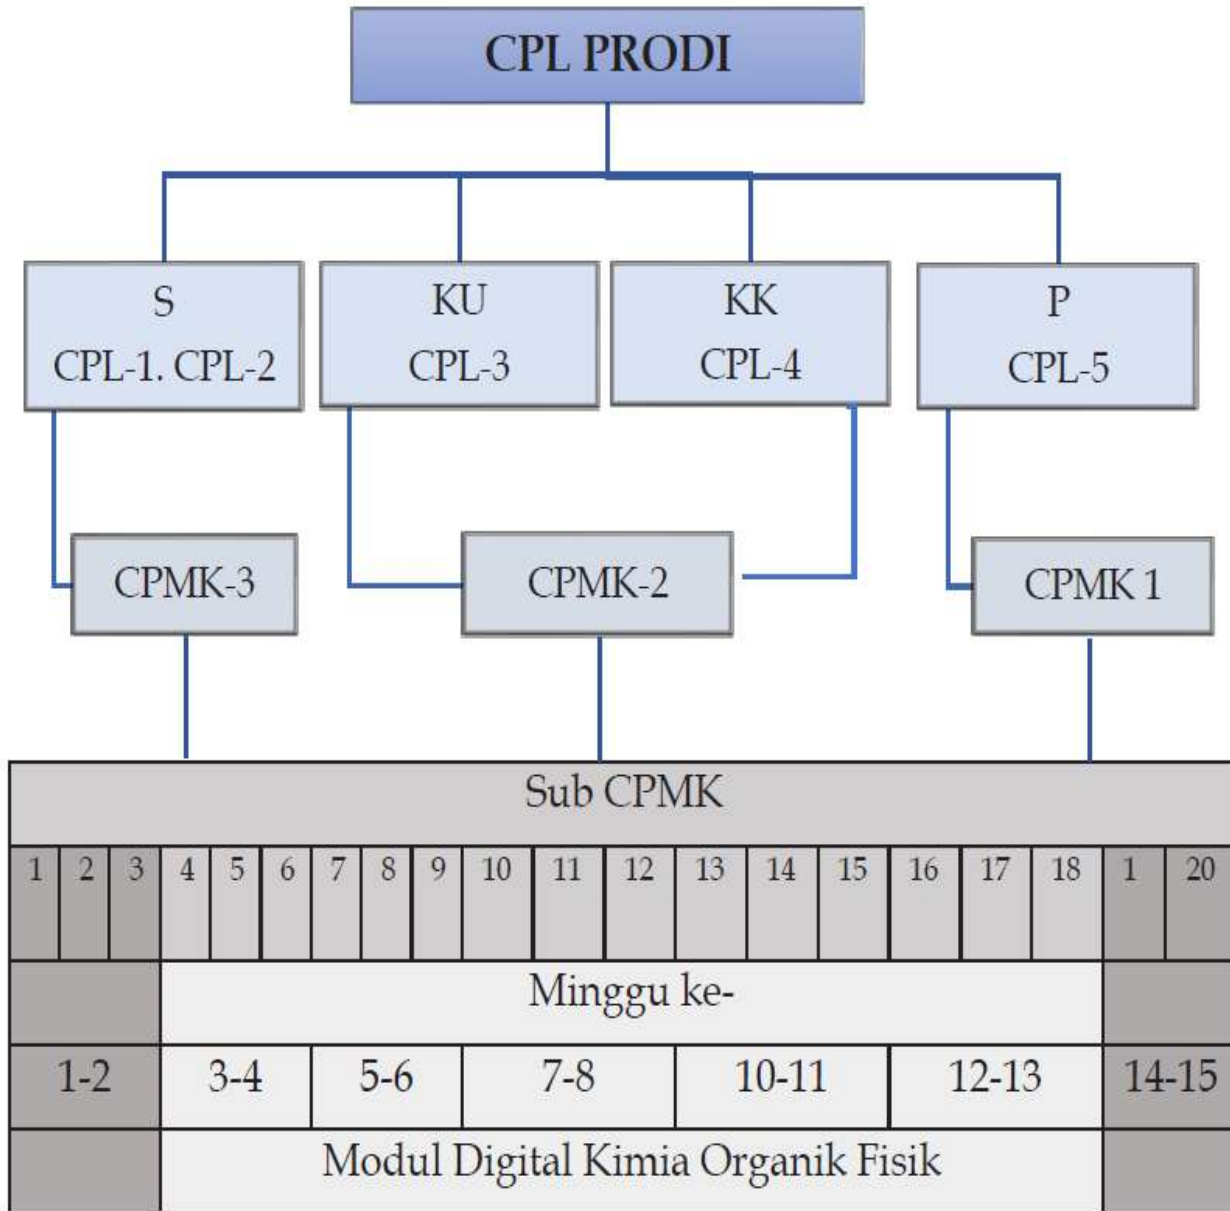 CPL PRODI
S
CPL-1. CPL-2
KU
CPL-3
KK
CPL-4
P
CPL-5
CPMK-3
CPMK-2
CPMK 1
Sub CPMK
1 2 3 4 5 6 7 8 9 10 11 12 13 14 15 16 17 18 1 20
Minggu ke-
1-2 3-4 5-6 7-8 10-11 12-13 14-15
Modul Digital Kimia Organik Fisik